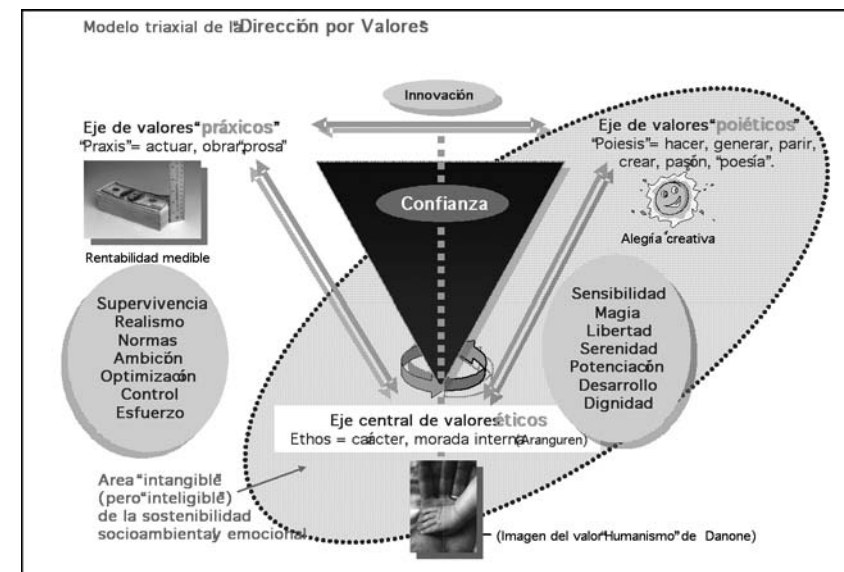 Modelo triaxial de la "Dirección por Valores"
Innovación
Eje de valores "práxicos"
"Praxis"= actuar, obrar, "prosa"
Eje de valores "poiéticos"
"Poiesis"= hacer, generar, parir,
crear, pasón, "poesía".
Confianza
Rentabilidad medible
Alegría creativa
Supervivencia
Realismo
Normas
Ambición
Optimización
Control
Esfuerzo
Sensibilidad
Magia
Libertad
Serenidad
Potenciación
Desarrollo
Dignidad
Eje central de valores éticos
Ethos = caácter, morada interna (Aranguren)
Area "intangible"
(pero "inteligible")
de la sostenibilidad
socioambiental y emocional
(Imagen del valor "Humanismo" de Danone)